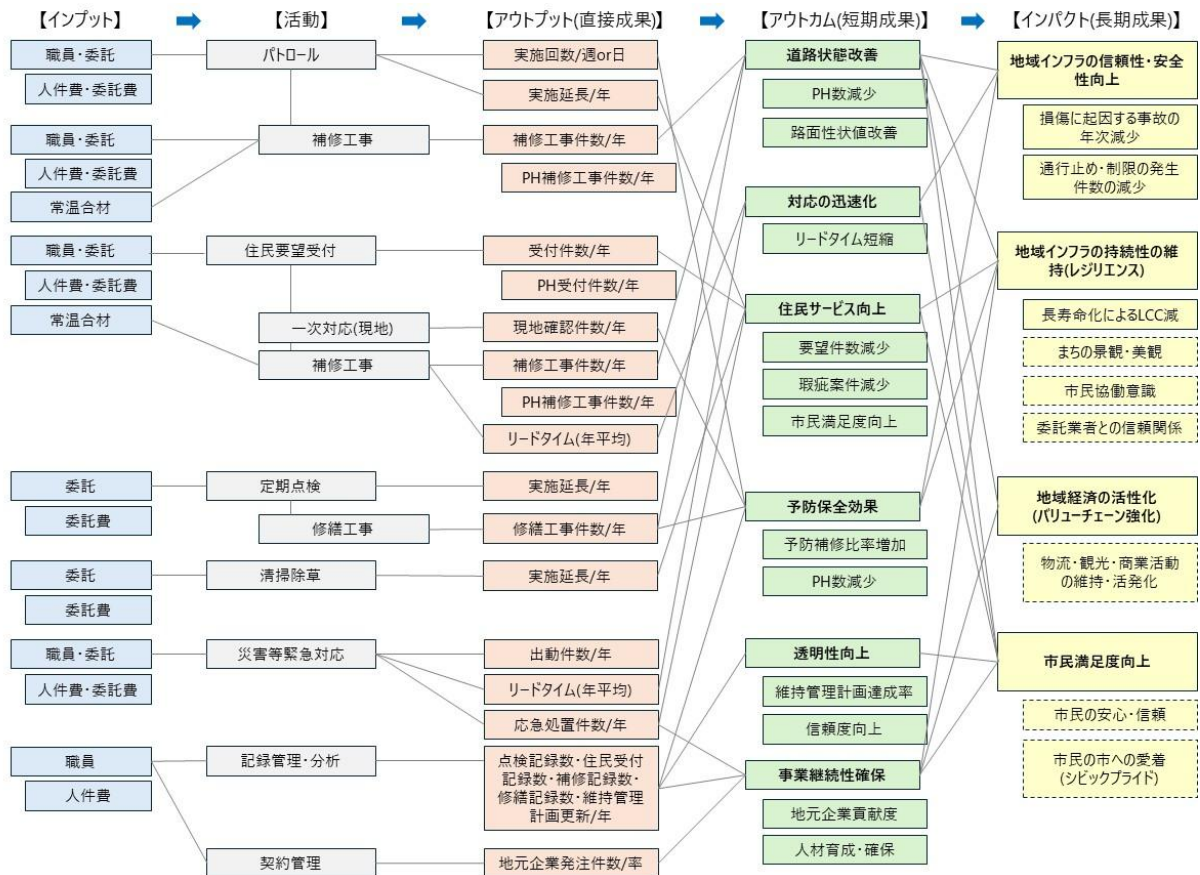 【インプット】
【活動】
【アウトプット(直接成果)】
【アウトカム(短期成果)】
【インパクト(長期成果)】
職員・委託
人件費・委託費
職員・委託
人件費・委託費
常温合材
職員・委託
人件費・委託費
常温合材
委託
委託費
委託
委託費
職員・委託
人件費・委託費
職員
人件費
パトロール
補修工事
住民要望受付
一次対応(現地)
補修工事
定期点検
修繕工事
清掃除草
災害等緊急対応
記録管理・分析
契約管理
実施回数/週or日
実施延長/年
補修工事件数/年
PH補修工事件数/年
受付件数/年
PH受付件数/年
現地確認件数/年
補修工事件数/年
PH補修工事件数/年
リードタイム(年平均)
実施延長/年
修繕工事件数/年
実施延長/年
出動件数/年
リードタイム(年平均)
応急処置件数/年
点検記録数・住民受付
記録数・補修記録数・
修繕記録数・維持管理
計画更新/年
地元企業発注件数/率
道路状態改善
PH数減少
路面性状値改善
対応の迅速化
リードタイム短縮
住民サービス向上
要望件数減少
瑕疵案件減少
市民満足度向上
予防保全効果
予防補修比率増加
PH数減少
透明性向上
維持管理計画達成率
信頼度向上
事業継続性確保
地元企業貢献度
人材育成・確保
地域インフラの信頼性・安全
性向上
損傷に起因する事故の
年次減少
通行止め・制限の発生
件数の減少
地域インフラの持続性の維
持(レジリエンス)
長寿命化によるLCC減
まちの景観・美観
市民協働意識
委託業者との信頼関係
地域経済の活性化
(バリューチェーン強化)
物流・観光・商業活動
の維持・活発化
市民満足度向上
市民の安心・信頼
市民の市への愛着
(シビックプライド)